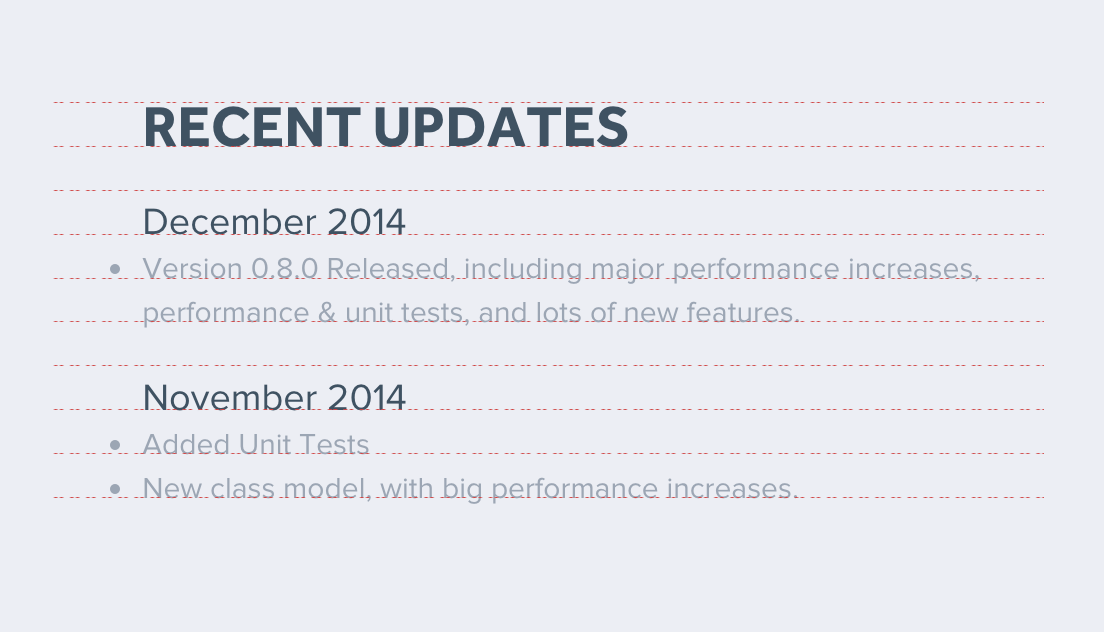 RECENT UPDATES
December 2014
• Version 0.8.0 Released, including major performance increases,
performance & unit tests, and lots of new features.
November 2014
• Added Unit Tests
• New class model, with big performance increases.